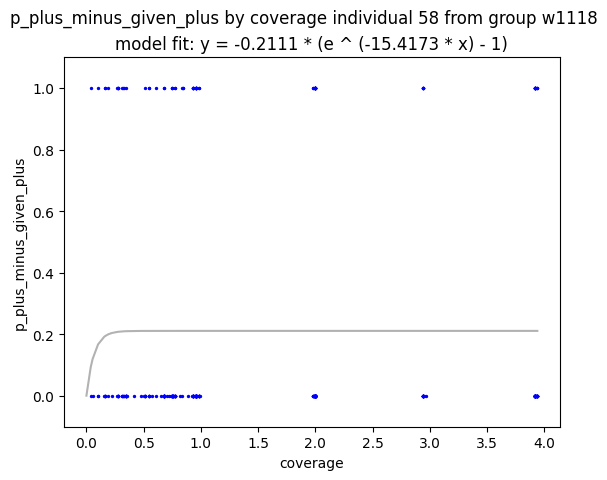 p_plus_minus_given_plus by coverage individual 58 from group w1118
model fit: y = -0.2111 * (e ^ (-15.4173 * x) - 1)
p_plus_minus_given_plus
1.0
0.8
0.6
0.4
0.2
0.0
0.0 0.5 1.0 1.5 2.0 2.5 3.0 3.5 4.0
coverage